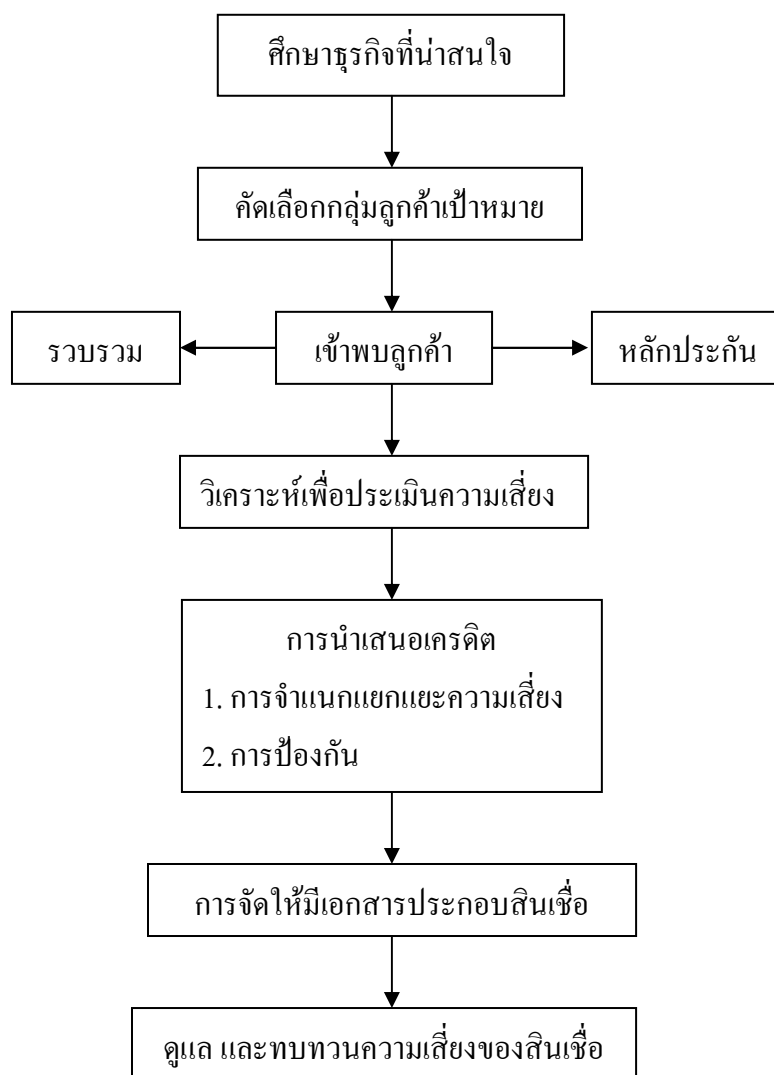 ศึกษาธุรกิจที่น่าสนใจ
คัดเลือกกลุ่มลูกค้าเป้าหมาย
รวบรวม
เข้าพบลูกค้า
หลักประกัน
วิเคราะห์เพื่อประเมินความเสี่ยง
การนำเสนอเครดิต
1. การจำแนกแยกแยะความเสี่ยง
2. การป้องกัน
การจัดให้มีเอกสารประกอบสินเชื่อ
ดูแล และทบทวนความเสี่ยงของสินเชื่อ